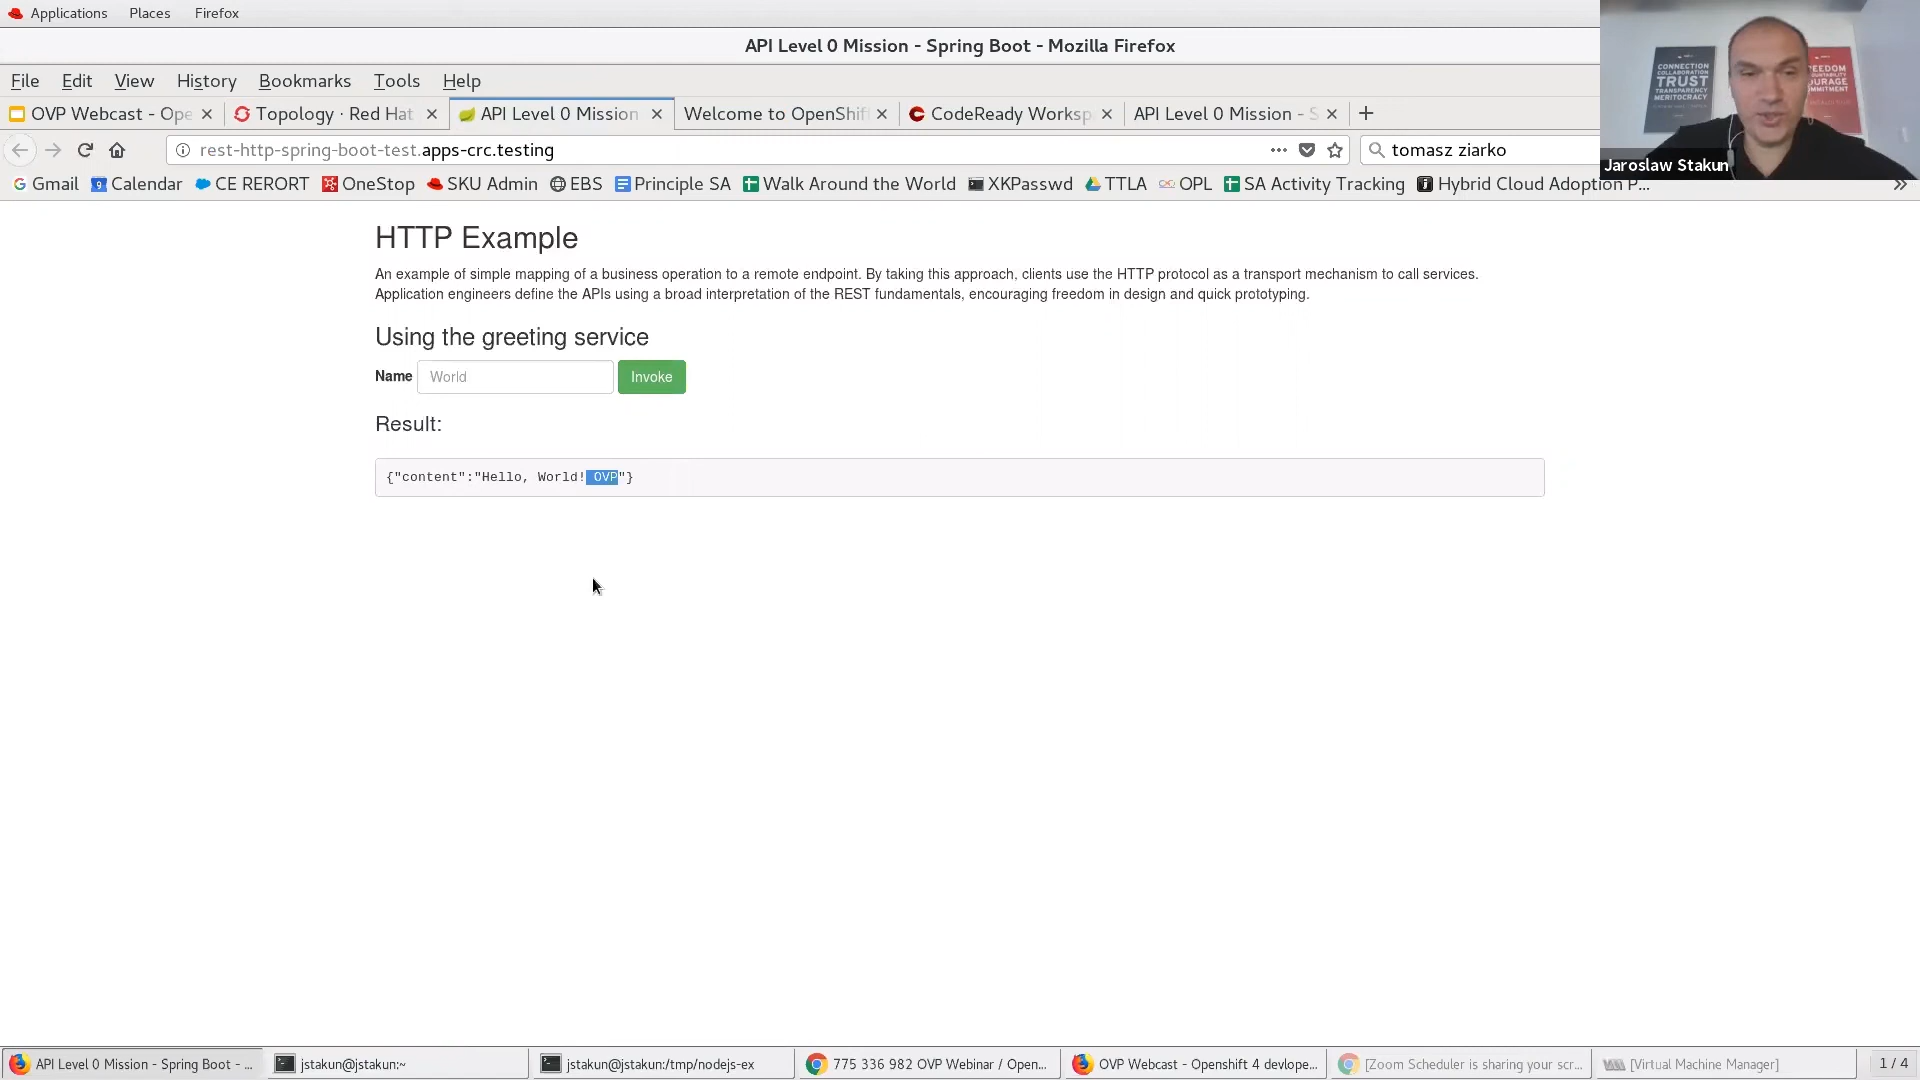 Applications Places Firefox
API Level 0 Mission - Spring Boot - Mozilla Firefox
File Edit View History Bookmarks Tools Help
OVP Webcast - Ope Topology · Red Hat API Level 0 Mission Welcome to OpenShif CodeReady Worksp API Level 0 Mission - S
rest-http-spring-boot-test.apps-crc.testing tomasz ziarko
Gmail Calendar CE RERORT OneStop SKU Admin EBS Principle SA Walk Around the World XKPasswd TTLA OPL SA Activity Tracking Hybrid Cloud Adoption P...
CONNECTION
COLLABORATION
TRUST
TRANSPARENCY
MERITOCRACY
Jaroslaw Stakun
HTTP Example
An example of simple mapping of a business operation to a remote endpoint. By taking this approach, clients use the HTTP protocol as a transport mechanism to call services.
Application engineers define the APIs using a broad interpretation of the REST fundamentals, encouraging freedom in design and quick prototyping.
Using the greeting service
Name World Invoke
Result:
{"content":"Hello, World! OVP"}
API Level 0 Mission - Spring Boot - ... jstakun@jstakun:~ jstakun@jstakun:/tmp/nodejs-ex 775 336 982 OVP Webinar / Open... OVP Webcast - Openshift 4 devlope... [Zoom Scheduler is sharing your scr... [Virtual Machine Manager] 1 / 4